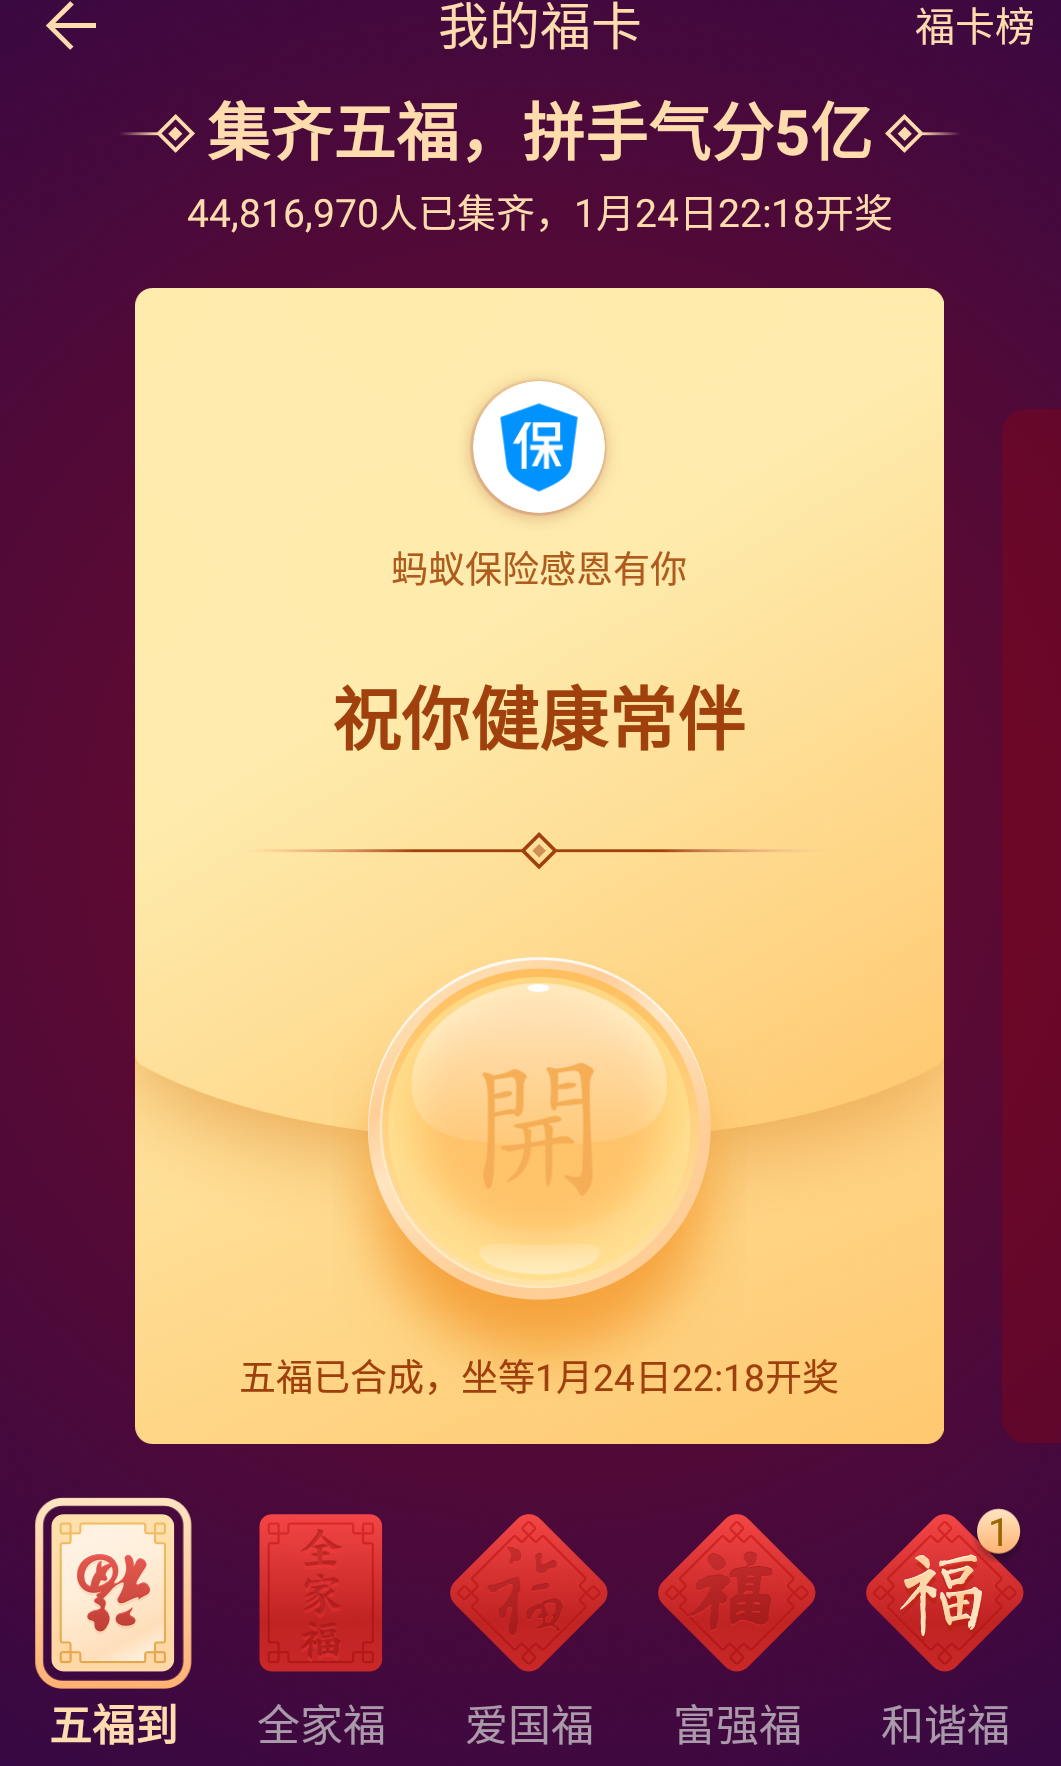 我的福卡
福卡榜
集齐五福，拼手气分5亿
44,816,970人已集齐，1月24日22:18开奖
保
蚂蚁保险感恩有你
祝你健康常伴
開
五福已合成，坐等1月24日22:18开奖
福
全家福
福
福
福
1
五福到
全家福
爱国福
富强福
和谐福